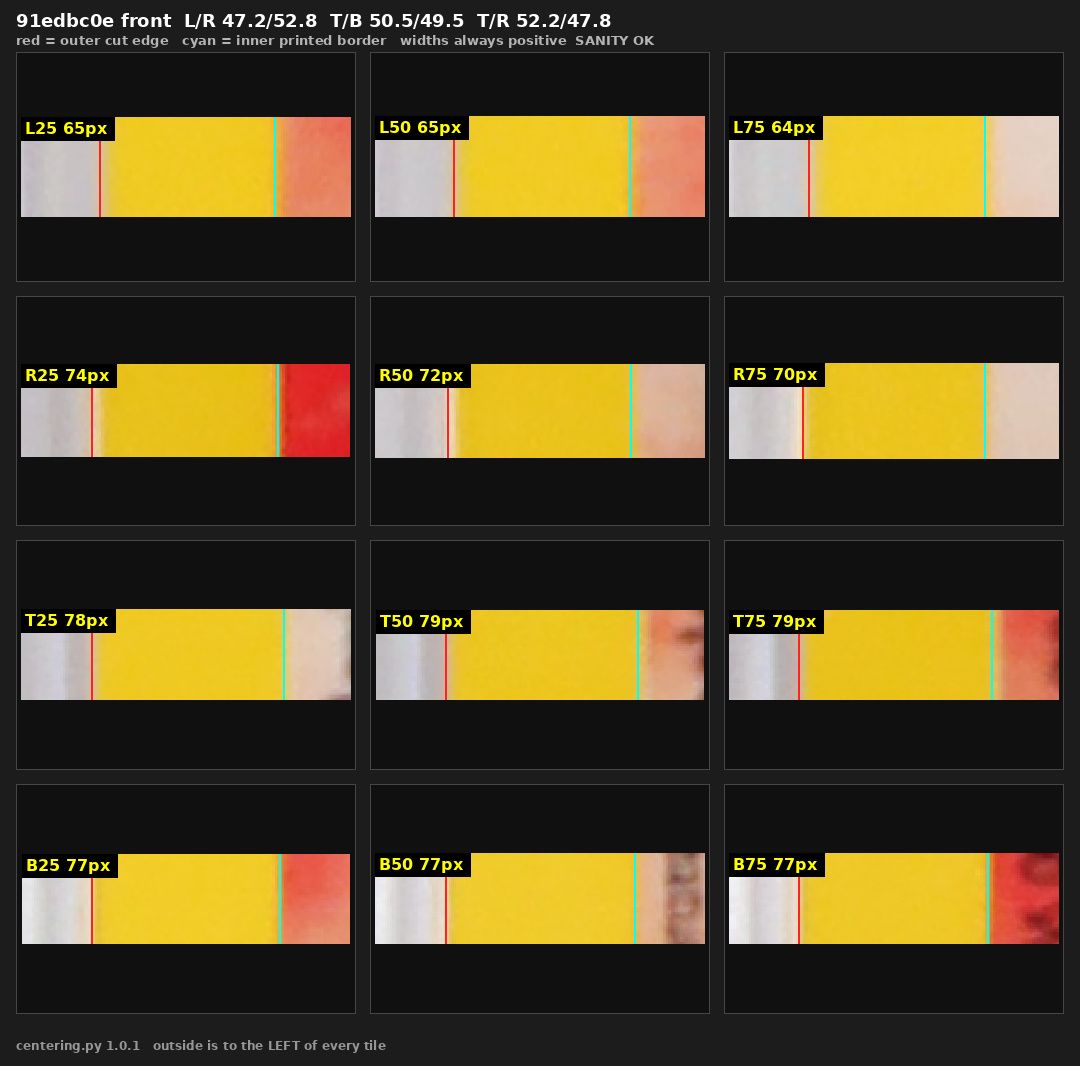 91edbc0e front  L/R 47.2/52.8  T/B 50.5/49.5  T/R 52.2/47.8
red = outer cut edge   cyan = inner printed border   widths always positive  SANITY OK
L25 65px
L50 65px
L75 64px
R25 74px
R50 72px
R75 70px
T25 78px
T50 79px
T75 79px
B25 77px
B50 77px
B75 77px
centering.py 1.0.1   outside is to the LEFT of every tile